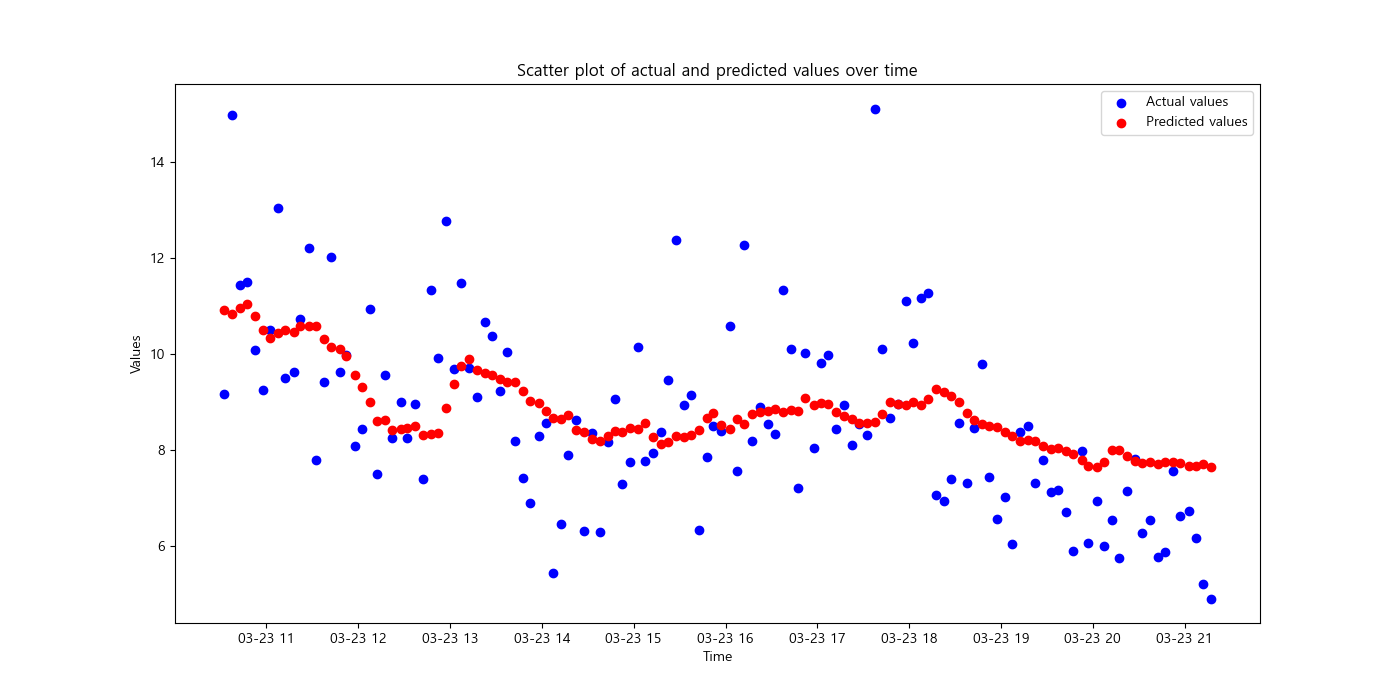 Scatter plot of actual and predicted values over time
Actual values
Predicted values
14
12
10
8
6
Values
03-23 11 03-23 12 03-23 13 03-23 14 03-23 15 03-23 16 03-23 17 03-23 18 03-23 19 03-23 20 03-23 21
Time